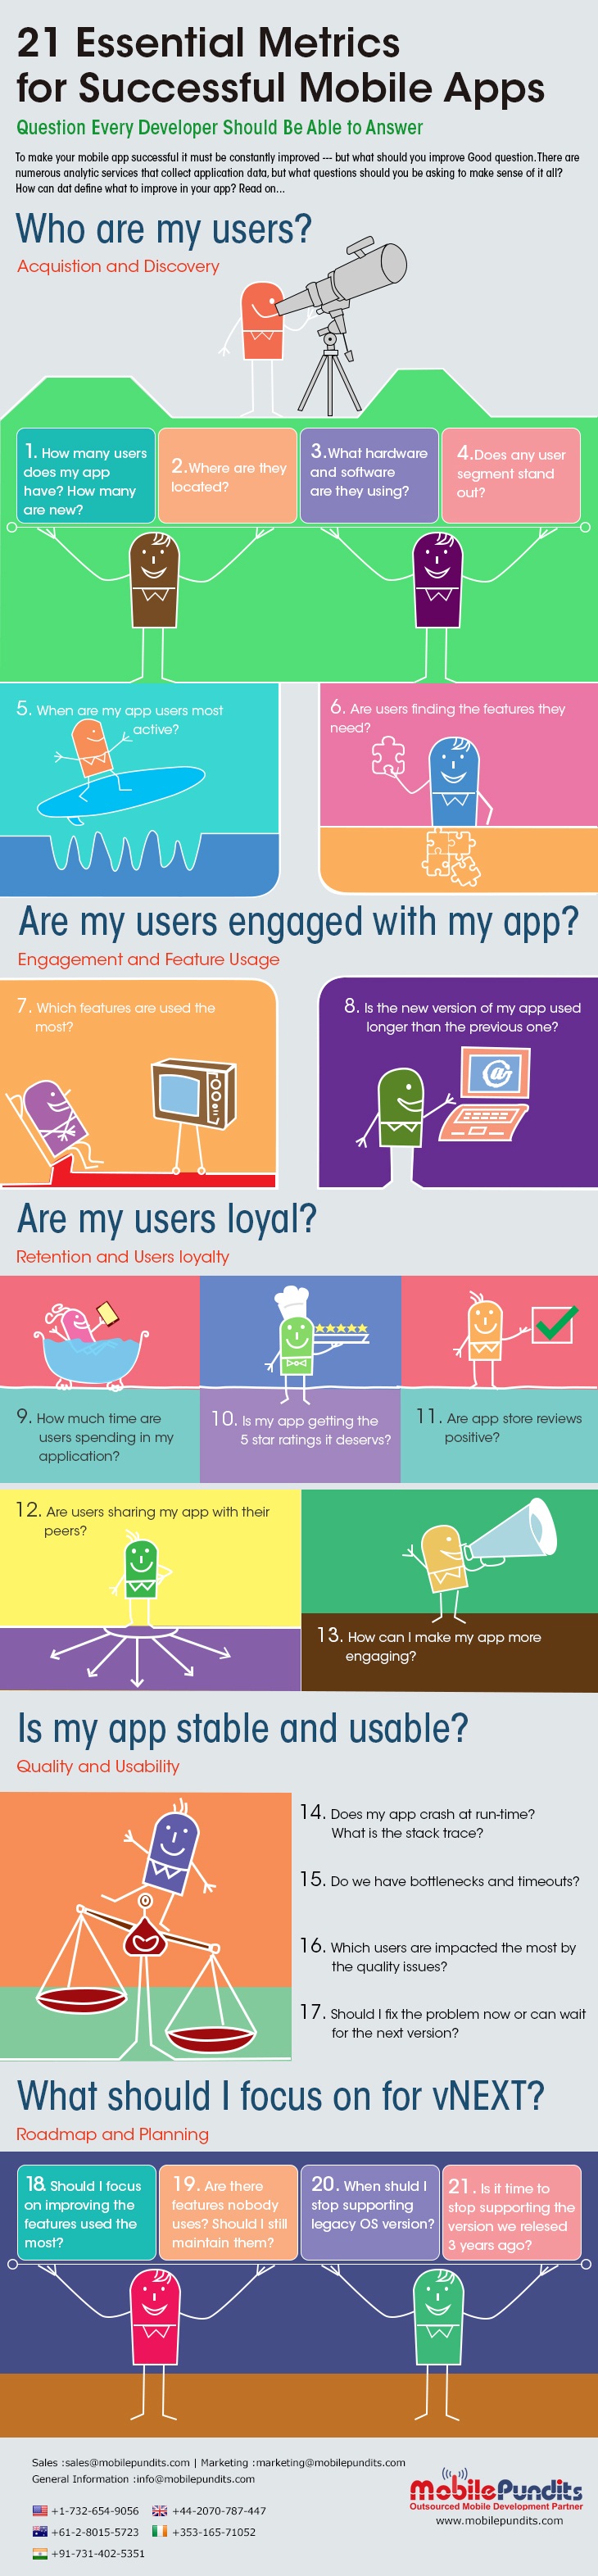 21 Essential Metrics
for Successful Mobile Apps
Question Every Developer Should Be Able to Answer
To make your mobile app successful it must be constantly improved --- but what should you improve Good question. There are
numerous analytic services that collect application data, but what questions should you be asking to make sense of it all?
How can dat define what to improve in your app? Read on...
Who are my users?
Acquistion and Discovery
1. How many users
does my app
have? How many
are new?
2.Where are they
located?
3.What hardware
and software
are they using?
4.Does any user
segment stand
out?
5. When are my app users most
active?
6. Are users finding the features they
need?
Are my users engaged with my app?
Engagement and Feature Usage
7. Which features are used the
most?
8. Is the new version of my app used
longer than the previous one?
@
Are my users loyal?
Retention and Users loyalty
9. How much time are
users spending in my
application?
10. Is my app getting the
5 star ratings it deservs?
11. Are app store reviews
positive?
12. Are users sharing my app with their
peers?
13. How can I make my app more
engaging?
Is my app stable and usable?
Quality and Usability
14. Does my app crash at run-time?
What is the stack trace?
15. Do we have bottlenecks and timeouts?
16. Which users are impacted the most by
the quality issues?
17. Should I fix the problem now or can wait
for the next version?
What should I focus on for vNEXT?
Roadmap and Planning
18. Should I focus
on improving the
features used the
most?
19. Are there
features nobody
uses? Should I still
maintain them?
20. When shuld I
stop supporting
legacy OS version?
21. Is it time to
stop supporting the
version we relesed
3 years ago?
Sales :sales@mobilepundits.com | Marketing :marketing@mobilepundits.com
General Information :info@mobilepundits.com
+1-732-654-9056 +44-2070-787-447
+61-2-8015-5723 +353-165-71052
+91-731-402-5351
MobilePundits
Outsourced Mobile Development Partner
www.mobilepundits.com